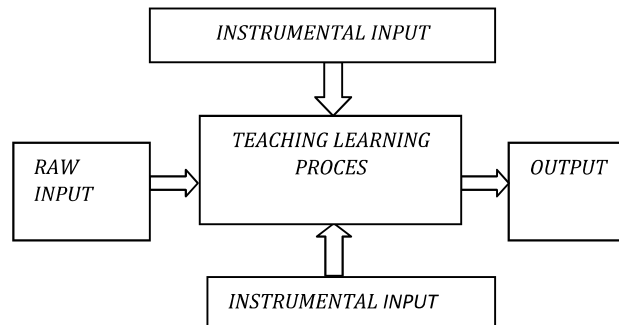 INSTRUMENTAL INPUT
TEACHING LEARNING
PROCES
RAW
INPUT
OUTPUT
INSTRUMENTAL INPUT